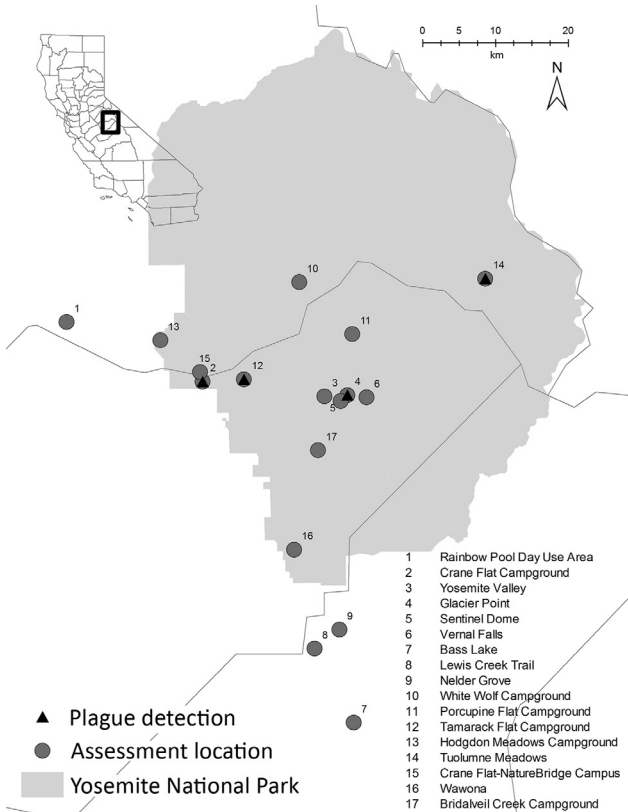 0 5 10 20
km
N
14
10
1
11
13
15
2
12
3
4
6
5
17
16
9
8
7
1 Rainbow Pool Day Use Area
2 Crane Flat Campground
3 Yosemite Valley
4 Glacier Point
5 Sentinel Dome
6 Vernal Falls
7 Bass Lake
8 Lewis Creek Trail
9 Nelder Grove
10 White Wolf Campground
11 Porcupine Flat Campground
12 Tamarack Flat Campground
13 Hodgdon Meadows Campground
14 Tuolumne Meadows
15 Crane Flat-NatureBridge Campus
16 Wawona
17 Bridalveil Creek Campground
Plague detection
Assessment location
Yosemite National Park